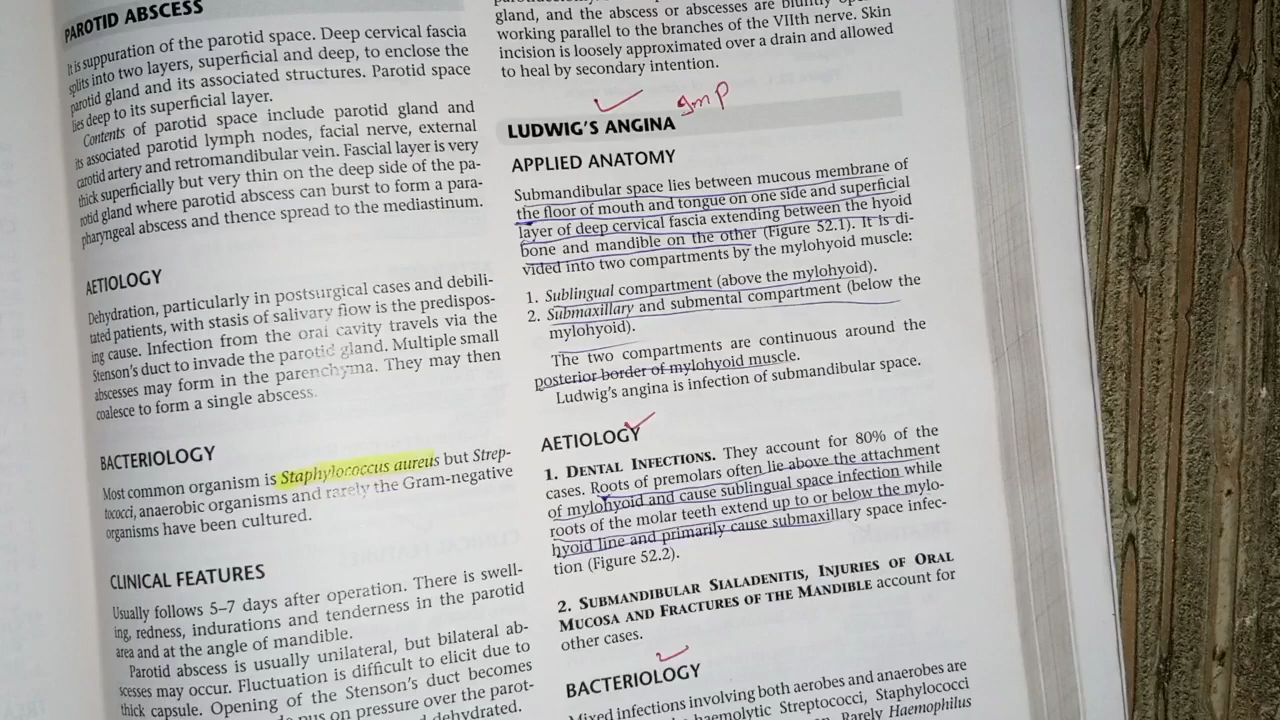 PAROTID ABSCESS
It is suppuration of the parotid space. Deep cervical fascia
splits into two layers, superficial and deep, to enclose the
parotid gland and its associated structures. Parotid space
lies deep to its superficial layer.
Contents of parotid space include parotid gland and
its associated parotid lymph nodes, facial nerve, external
carotid artery and retromandibular vein. Fascial layer is very
thick superficially but very thin on the deep side of the pa-
rotid gland where parotid abscess can burst to form a para-
pharyngeal abscess and thence spread to the mediastinum.
AETIOLOGY
Dehydration, particularly in postsurgical cases and debili-
tated patients, with stasis of salivary flow is the predispos-
ing cause. Infection from the oral cavity travels via the
Stenson's duct to invade the parotid gland. Multiple small
abscesses may form in the parenchyma. They may then
coalesce to form a single abscess.
BACTERIOLOGY
Most common organism is Staphylococcus aureus but Strep-
tococci, anaerobic organisms and rarely the Gram-negative
organisms have been cultured.
CLINICAL FEATURES
Usually follows 5–7 days after operation. There is swell-
ing, redness, indurations and tenderness in the parotid
area and at the angle of mandible.
Parotid abscess is usually unilateral, but bilateral ab-
scesses may occur. Fluctuation is difficult to elicit due to
thick capsule. Opening of the Stenson's duct becomes
pus on pressure over the parot-
dehydrated.
gland, and the abscess or abscesses are bluntly
working parallel to the branches of the VIIth nerve. Skin
incision is loosely approximated over a drain and allowed
to heal by secondary intention.
Imp
LUDWIG'S ANGINA
APPLIED ANATOMY
Submandibular space lies between mucous membrane of
the floor of mouth and tongue on one side and superficial
layer of deep cervical fascia extending between the hyoid
bone and mandible on the other (Figure 52.1). It is di-
vided into two compartments by the mylohyoid muscle:
1. Sublingual compartment (above the mylohyoid).
2. Submaxillary and submental compartment (below the
mylohyoid).
The two compartments are continuous around the
posterior border of mylohyoid muscle.
Ludwig's angina is infection of submandibular space.
AETIOLOGY
1. DENTAL INFECTIONS. They account for 80% of the
cases. Roots of premolars often lie above the attachment
of mylohyoid and cause sublingual space infection while
roots of the molar teeth extend up to or below the mylo-
hyoid line and primarily cause submaxillary space infec-
tion (Figure 52.2).
2. SUBMANDIBULAR SIALADENITIS, INJURIES OF ORAL
MUCOSA AND FRACTURES OF THE MANDIBLE account for
other cases.
BACTERIOLOGY
Mixed infections involving both aerobes and anaerobes are
haemolytic Streptococci, Staphylococci
Rarely Haemophilus